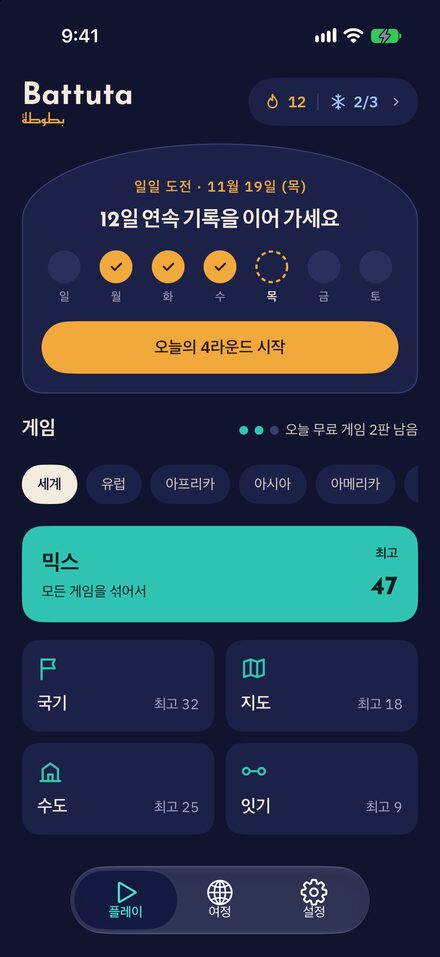 9:41
Battuta
بطوطة
12
2/3
일일 도전 · 11월 19일 (목)
12일 연속 기록을 이어 가세요
일 월 화 수 목 금 토
오늘의 4라운드 시작
게임
오늘 무료 게임 2판 남음
세계 유럽 아프리카 아시아 아메리카
믹스
모든 게임을 섞어서
최고
47
국기 최고 32
지도 최고 18
수도 최고 25
잇기 최고 9
플레이 여정 설정